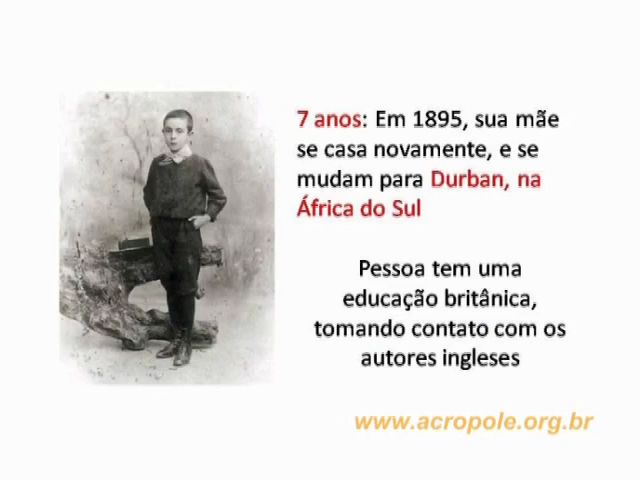 7 anos: Em 1895, sua mãe
se casa novamente, e se
mudam para Durban, na
África do Sul
Pessoa tem uma
educação britânica,
tomando contato com os
autores ingleses
www.acropole.org.br